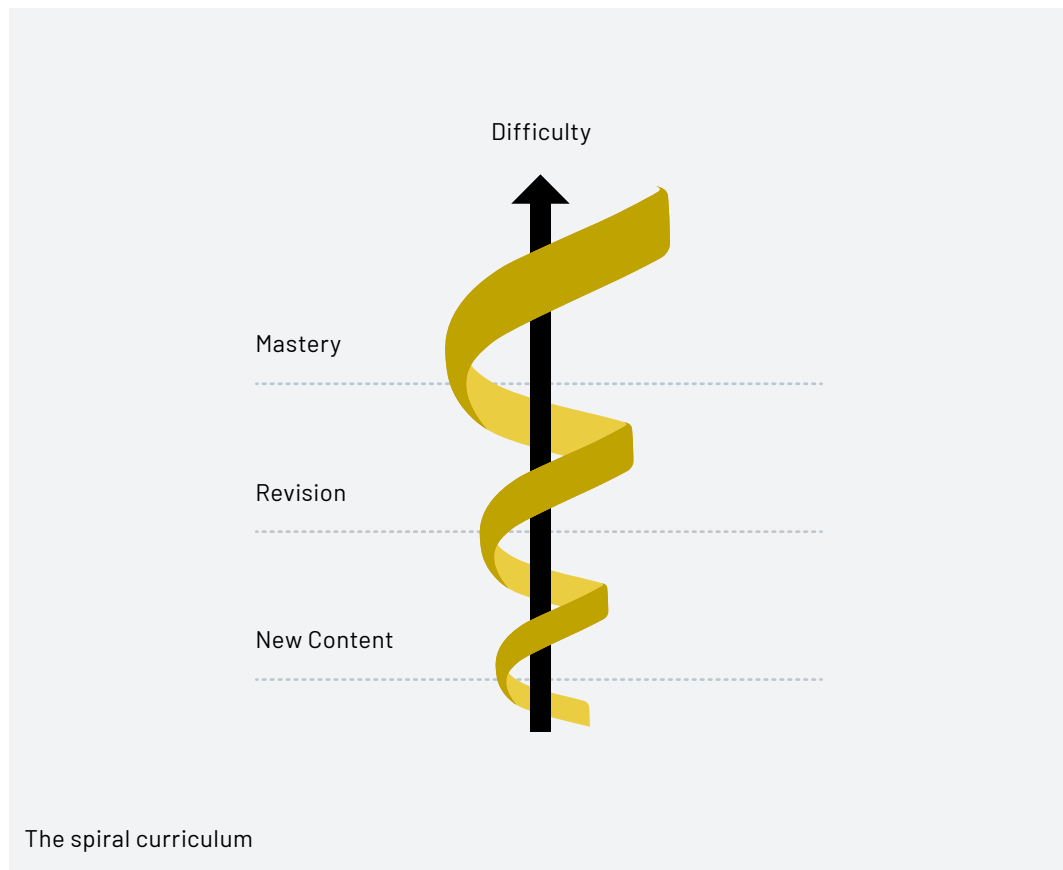 Difficulty
Mastery
Revision
New Content
The spiral curriculum